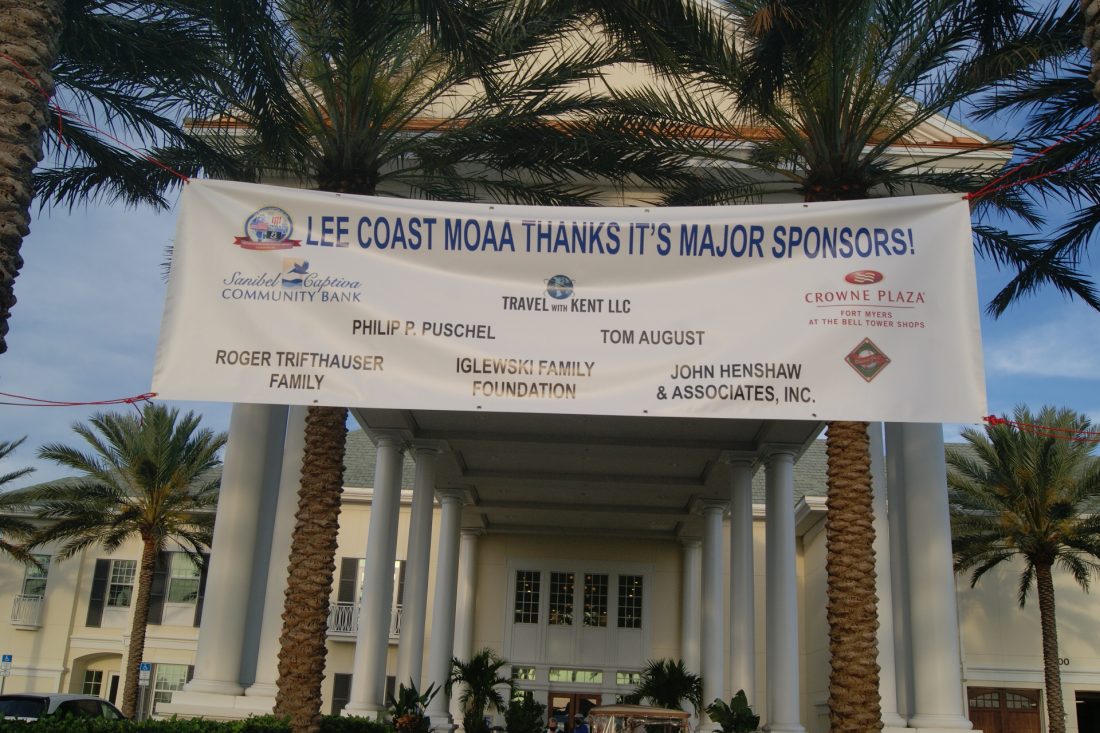 LEE COAST MOAA THANKS IT'S MAJOR SPONSORS!
Sanibel Captiva
COMMUNITY BANK
TRAVEL WITH KENT LLC
CROWNE PLAZA
FORT MYERS
AT THE BELL TOWER SHOPS
PHILIP P. PUSCHEL
TOM AUGUST
ROGER TRIFTHAUSER
FAMILY
IGLEWSKI FAMILY
FOUNDATION
JOHN HENSHAW
& ASSOCIATES, INC.